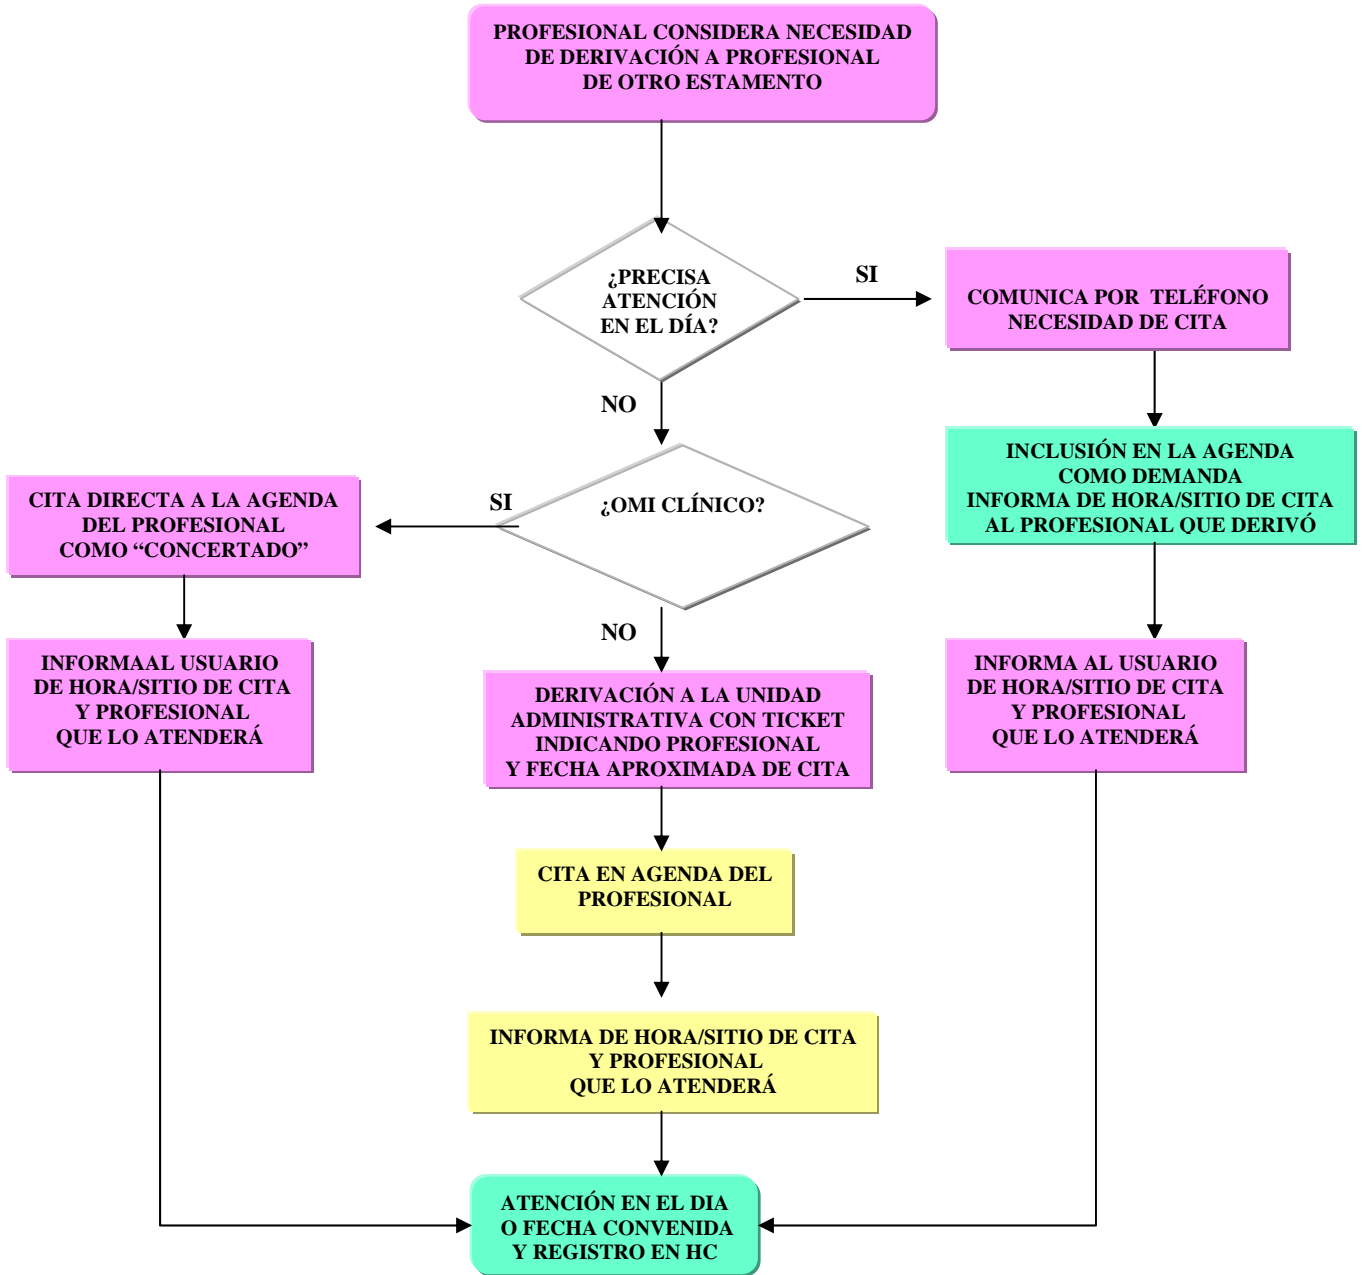 PROFESIONAL CONSIDERA NECESIDAD
DE DERIVACIÓN A PROFESIONAL
DE OTRO ESTAMENTO
¿PRECISA
ATENCIÓN
EN EL DÍA?
SI
COMUNICA POR TELÉFONO
NECESIDAD DE CITA
NO
INCLUSIÓN EN LA AGENDA
COMO DEMANDA
INFORMA DE HORA/SITIO DE CITA
AL PROFESIONAL QUE DERIVÓ
¿OMI CLÍNICO?
SI
CITA DIRECTA A LA AGENDA
DEL PROFESIONAL
COMO “CONCERTADO”
NO
INFORMAAL USUARIO
DE HORA/SITIO DE CITA
Y PROFESIONAL
QUE LO ATENDERÁ
DERIVACIÓN A LA UNIDAD
ADMINISTRATIVA CON TICKET
INDICANDO PROFESIONAL
Y FECHA APROXIMADA DE CITA
INFORMA AL USUARIO
DE HORA/SITIO DE CITA
Y PROFESIONAL
QUE LO ATENDERÁ
CITA EN AGENDA DEL
PROFESIONAL
INFORMA DE HORA/SITIO DE CITA
Y PROFESIONAL
QUE LO ATENDERÁ
ATENCIÓN EN EL DIA
O FECHA CONVENIDA
Y REGISTRO EN HC